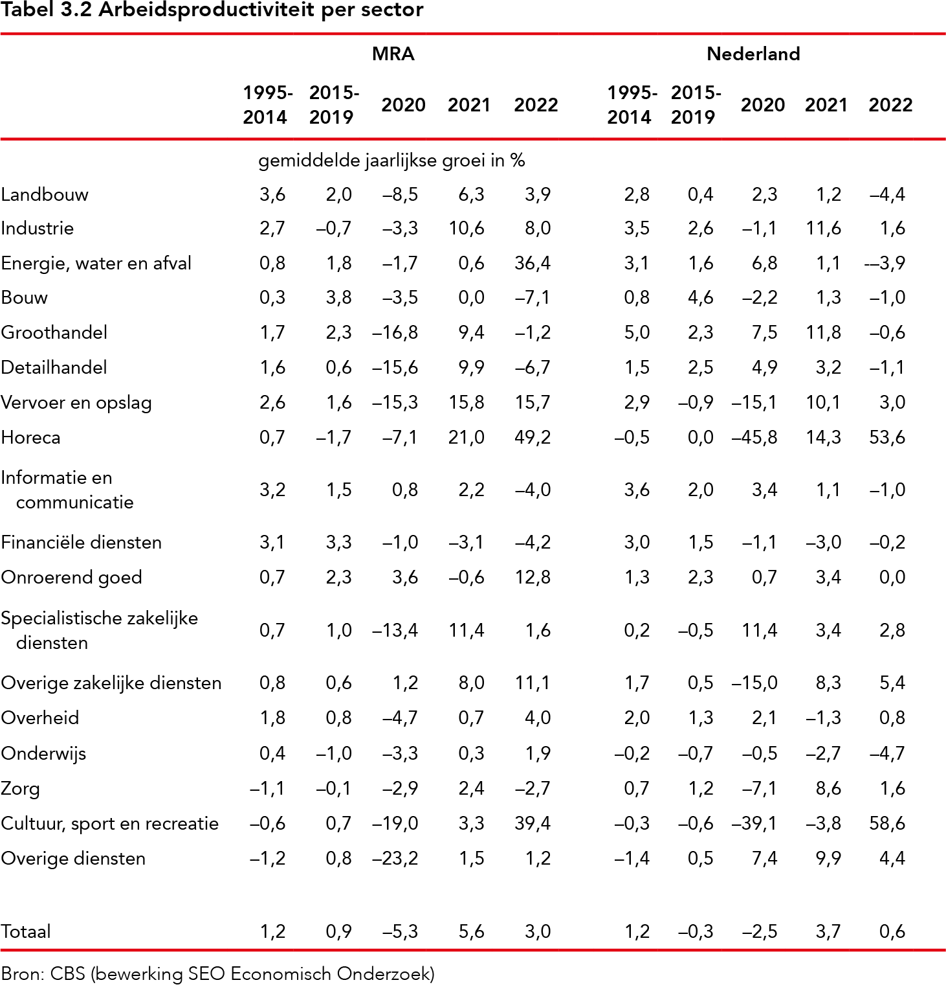 Tabel 3.2 Arbeidsproductiviteit per sector
MRA Nederland
1995-2014 2015-2019 2020 2021 2022 1995-2014 2015-2019 2020 2021 2022
gemiddelde jaarlijkse groei in %
Landbouw 3,6 2,0 –8,5 6,3 3,9 2,8 0,4 2,3 1,2 –4,4
Industrie 2,7 –0,7 –3,3 10,6 8,0 3,5 2,6 –1,1 11,6 1,6
Energie, water en afval 0,8 1,8 –1,7 0,6 36,4 3,1 1,6 6,8 1,1 -–3,9
Bouw 0,3 3,8 –3,5 0,0 –7,1 0,8 4,6 –2,2 1,3 –1,0
Groothandel 1,7 2,3 –16,8 9,4 –1,2 5,0 2,3 7,5 11,8 –0,6
Detailhandel 1,6 0,6 –15,6 9,9 –6,7 1,5 2,5 4,9 3,2 –1,1
Vervoer en opslag 2,6 1,6 –15,3 15,8 15,7 2,9 –0,9 –15,1 10,1 3,0
Horeca 0,7 –1,7 –7,1 21,0 49,2 –0,5 0,0 –45,8 14,3 53,6
Informatie en
communicatie 3,2 1,5 0,8 2,2 –4,0 3,6 2,0 3,4 1,1 –1,0
Financiële diensten 3,1 3,3 –1,0 –3,1 –4,2 3,0 1,5 –1,1 –3,0 –0,2
Onroerend goed 0,7 2,3 3,6 –0,6 12,8 1,3 2,3 0,7 3,4 0,0
Specialistische zakelijke
diensten 0,7 1,0 –13,4 11,4 1,6 0,2 –0,5 11,4 3,4 2,8
Overige zakelijke diensten 0,8 0,6 1,2 8,0 11,1 1,7 0,5 –15,0 8,3 5,4
Overheid 1,8 0,8 –4,7 0,7 4,0 2,0 1,3 2,1 –1,3 0,8
Onderwijs 0,4 –1,0 –3,3 0,3 1,9 –0,2 –0,7 –0,5 –2,7 –4,7
Zorg –1,1 –0,1 –2,9 2,4 –2,7 0,7 1,2 –7,1 8,6 1,6
Cultuur, sport en recreatie –0,6 0,7 –19,0 3,3 39,4 –0,3 –0,6 –39,1 –3,8 58,6
Overige diensten –1,2 0,8 –23,2 1,5 1,2 –1,4 0,5 7,4 9,9 4,4
Totaal 1,2 0,9 –5,3 5,6 3,0 1,2 –0,3 –2,5 3,7 0,6
Bron: CBS (bewerking SEO Economisch Onderzoek)